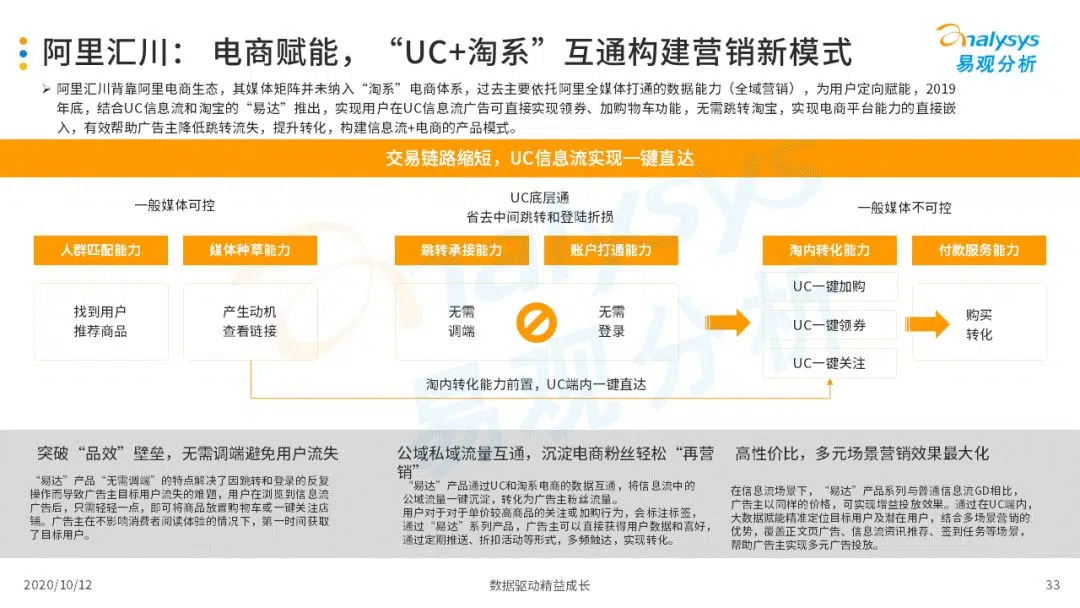 阿里汇川： 电商赋能，“UC+淘系”互通构建营销新模式
analysys
易观分析
阿里汇川背靠阿里电商生态，其媒体矩阵并未纳入“淘系”电商体系，过去主要依托阿里全媒体打通的数据能力（全域营销），为用户定向赋能，2019
年底，结合UC信息流和淘宝的“易达”推出，实现用户在UC信息流广告可直接实现领券、加购物车功能，无需跳转淘宝，实现电商平台能力的直接嵌
入，有效帮助广告主降低跳转流失，提升转化，构建信息流+电商的产品模式。
交易链路缩短，UC信息流实现一键直达
一般媒体可控
UC底层通
省去中间跳转和登陆折损
一般媒体不可控
人群匹配能力
媒体种草能力
跳转承接能力
账户打通能力
淘内转化能力
付款服务能力
找到用户
推荐商品
产生动机
查看链接
无需
调端
无需
登录
UC一键加购
UC一键领券
UC一键关注
购买
转化
淘内转化能力前置，UC端内一键直达
突破“品效”壁垒，无需调端避免用户流失
“易达”产品“无需调端”的特点解决了因跳转和登录的反复
操作而导致广告主目标用户流失的难题，用户在浏览到信息流
广告后，只需轻轻一点，即可将商品放置购物车或一键关注店
铺。广告主在不影响消费者阅读体验的情况下，第一时间获取
了目标用户。
公域私域流量互通，沉淀电商粉丝轻松“再营
销”
“易达”产品通过UC和淘系电商的数据互通，将信息流中的
公域流量一键沉淀，转化为广告主粉丝流量。
用户对于对于单价较高商品的关注或加购行为，会标注标签，
通过“易达”系列产品，广告主可以直接获得用户数据和喜好，
通过定期推送、折扣活动等形式，多频触达，实现转化。
高性价比，多元场景营销效果最大化
在信息流场景下，“易达”产品系列与普通信息流GD相比，
广告主以同样的价格，可实现增益投放效果。通过在UC端内，
大数据赋能精准定位目标用户及潜在用户，结合多场景营销的
优势，覆盖正文页广告、信息流资讯推荐、签到任务等场景，
帮助广告主实现多元广告投放。
2020/10/12
数据驱动精益成长
33